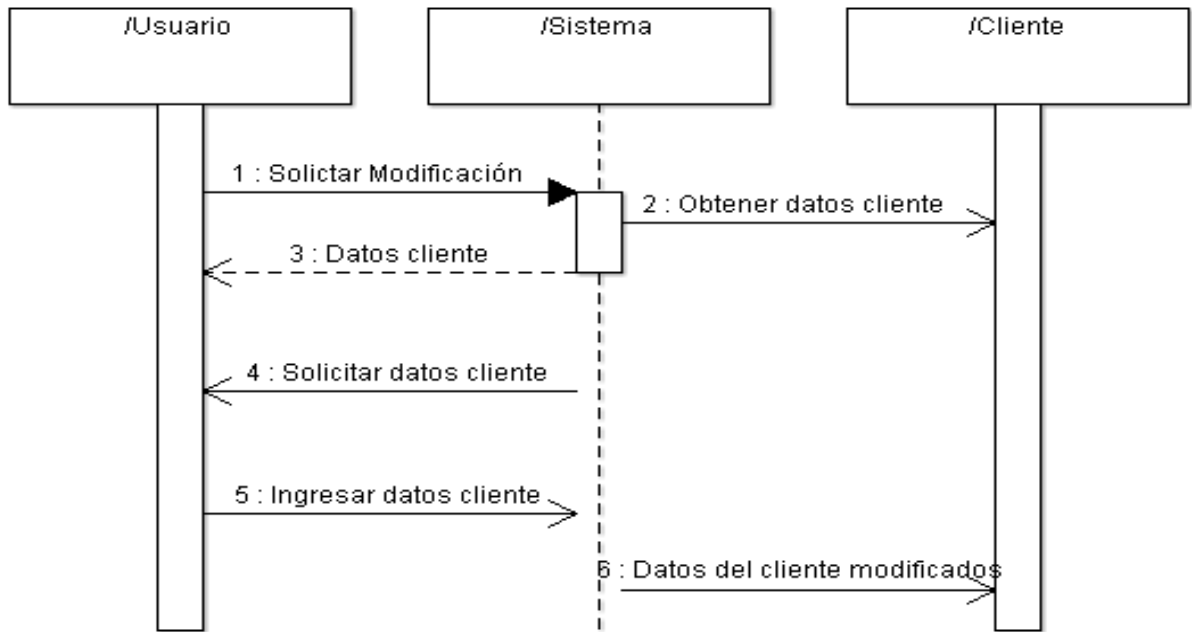 /Usuario
/Sistema
/Cliente
1 : Solictar Modificación
2 : Obtener datos cliente
3 : Datos cliente
4 : Solicitar datos cliente
5 : Ingresar datos cliente
6 : Datos del cliente modificados